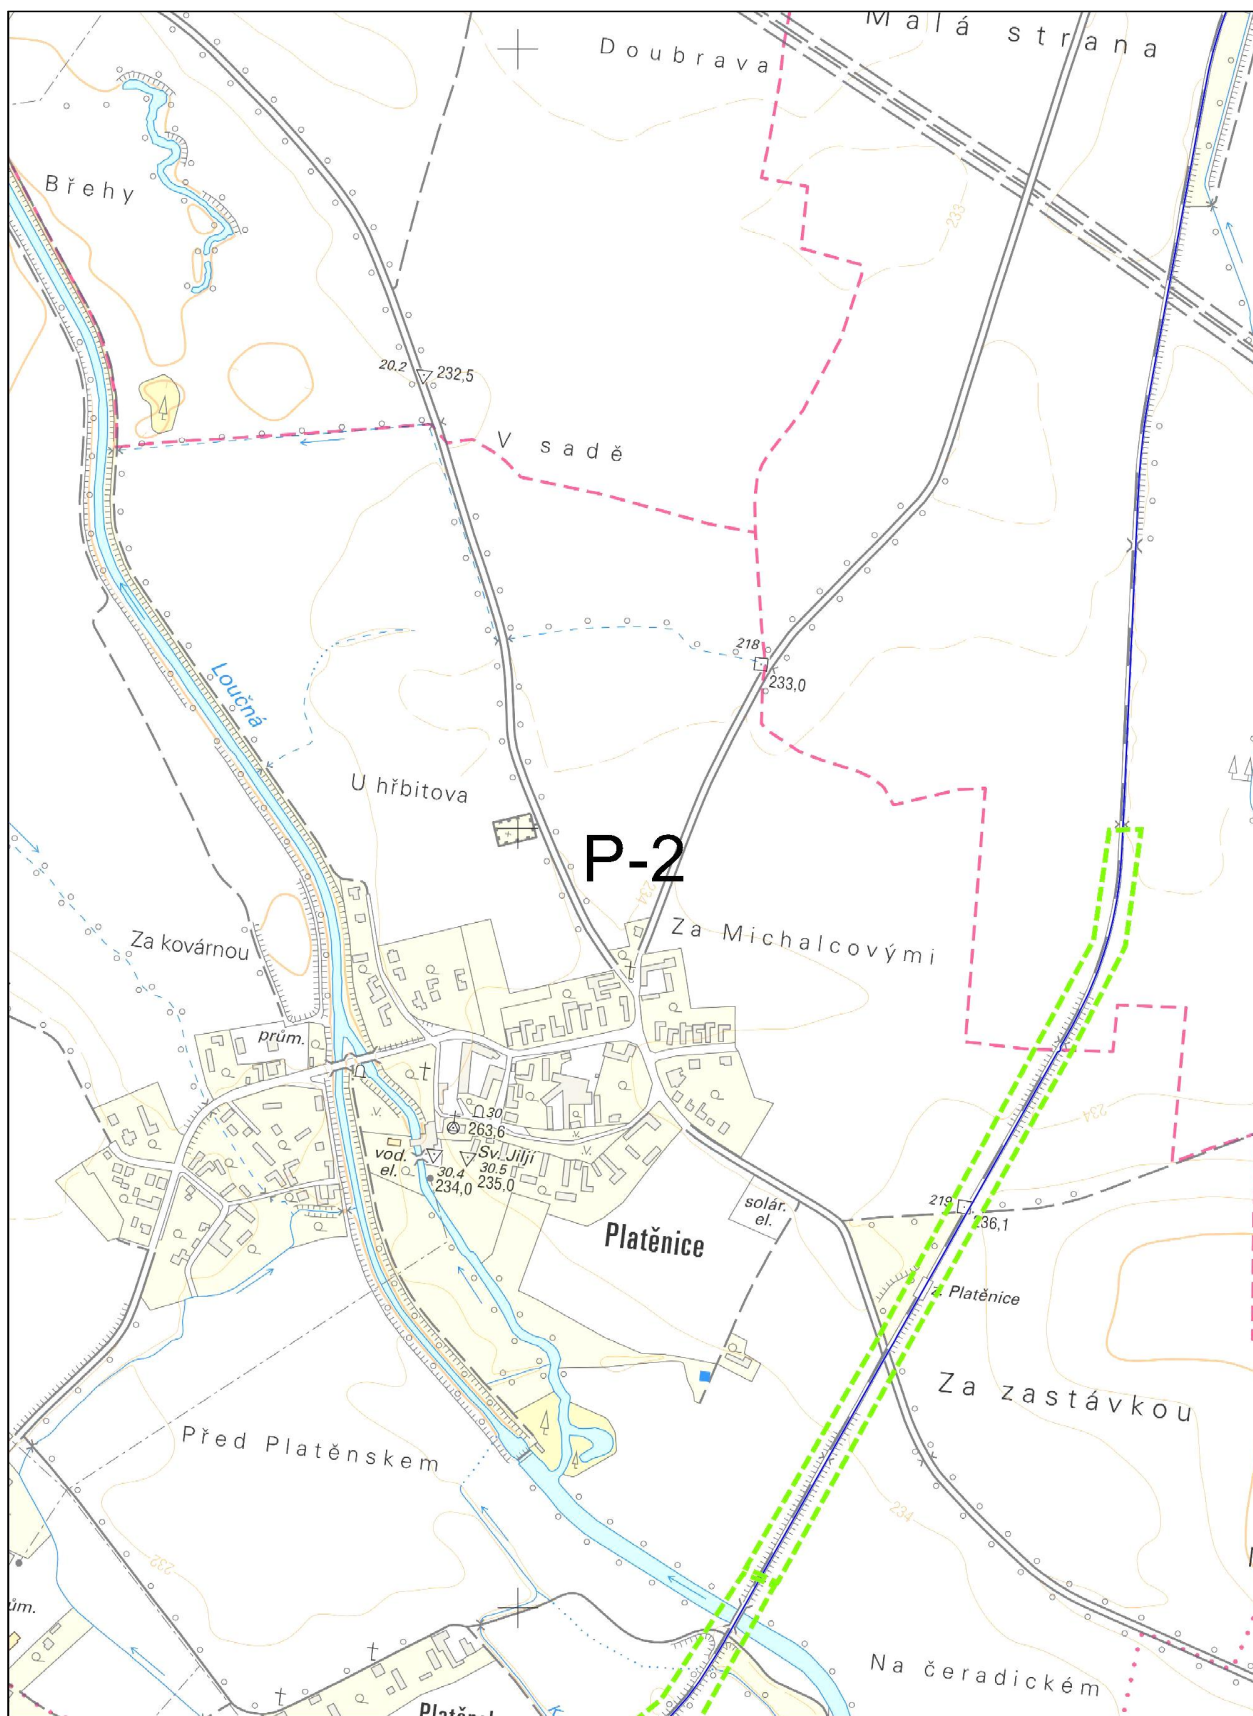 Malá strana
Doubrava
Břehy
233
20.2
232,5
V sadě
218
233,0
Loučná
U hřbitova
P-2
234
Za Michalcovými
Za kovárnou
prům.
30
263,6
234
vod.
el.
Sv. Jiljí
30.4
30.5
234,0
235,0
solár.
el.
219
236,1
Platěnice
z. Platěnice
Za zastávkou
Před Platěnskem
234
232
Na čeradickém